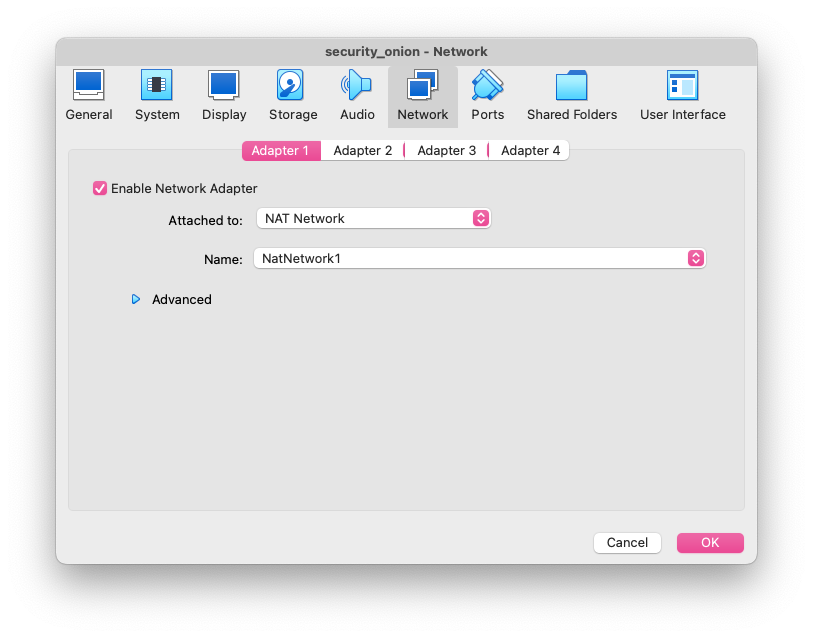 security_onion - Network
General System Display Storage Audio Network Ports Shared Folders User Interface
Adapter 1 Adapter 2 Adapter 3 Adapter 4
Enable Network Adapter
Attached to: NAT Network
Name: NatNetwork1
Advanced
Cancel OK